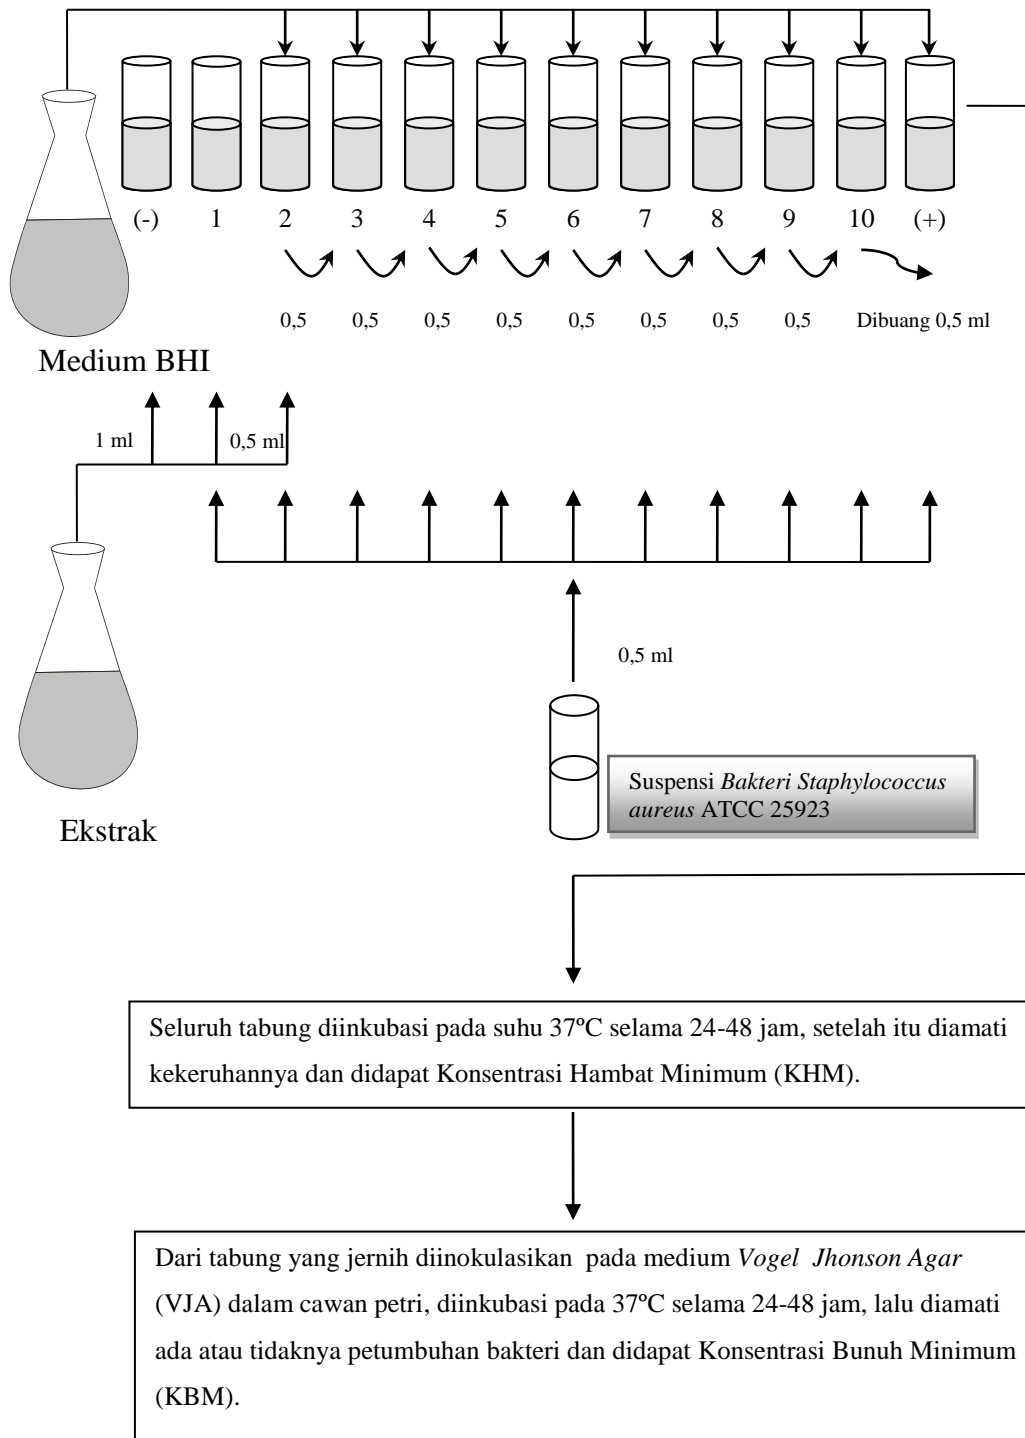 (-) 1 2 3 4 5 6 7 8 9 10 (+)
0,5 0,5 0,5 0,5 0,5 0,5 0,5 0,5 Dibuang 0,5 ml
Medium BHI
1 ml 0,5 ml
0,5 ml
Suspensi Bakteri Staphylococcus
aureus ATCC 25923
Ekstrak
Seluruh tabung diinkubasi pada suhu 37ºC selama 24-48 jam, setelah itu diamati
kekeruhannya dan didapat Konsentrasi Hambat Minimum (KHM).
Dari tabung yang jernih diinokulasikan pada medium Vogel Jhonson Agar
(VJA) dalam cawan petri, diinkubasi pada 37ºC selama 24-48 jam, lalu diamati
ada atau tidaknya petumbuhan bakteri dan didapat Konsentrasi Bunuh Minimum
(KBM).